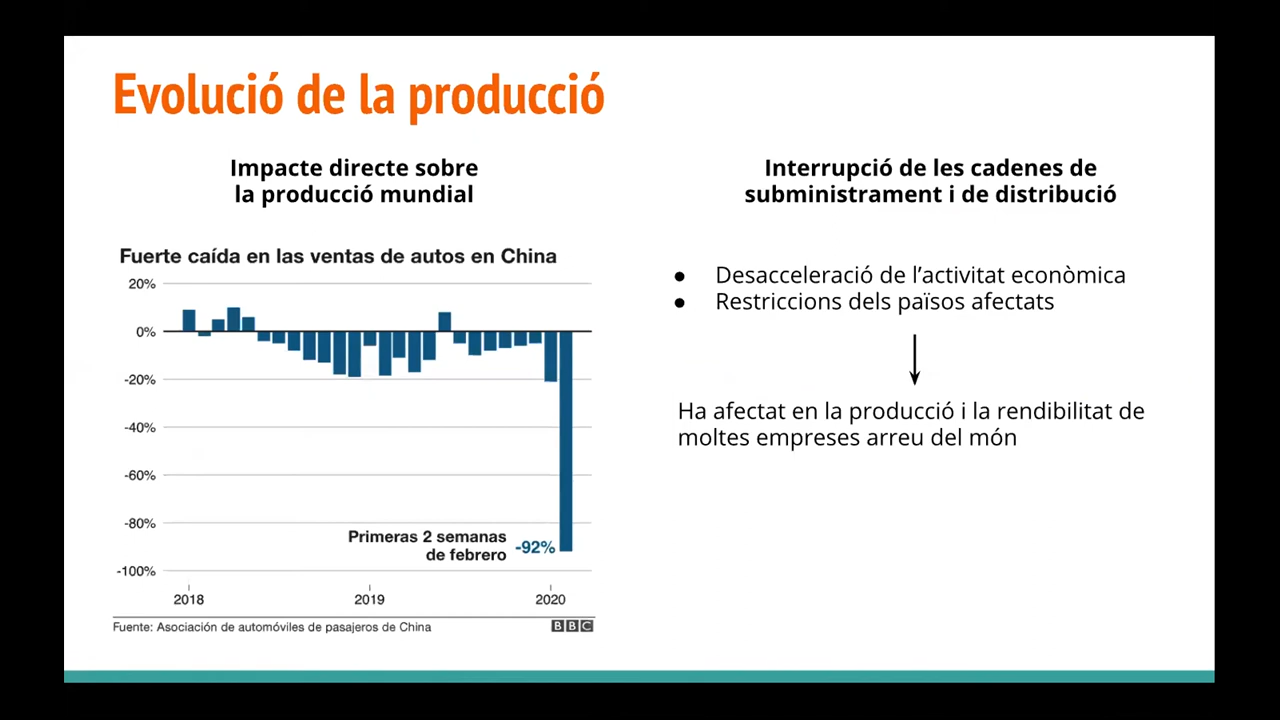 Evolució de la producció
Impacte directe sobre
la producció mundial
Fuerte caída en las ventas de autos en China
20%
0%
-20%
-40%
-60%
-80%
-100%
Primeras 2 semanas
de febrero
-92%
2018
2019
2020
Fuente: Asociación de automóviles de pasajeros de China
BBC
Interrupció de les cadenes de
subministrament i de distribució
● Desacceleració de l’activitat econòmica
● Restriccions dels països afectats
Ha afectat en la producció i la rendibilitat de
moltes empreses arreu del món